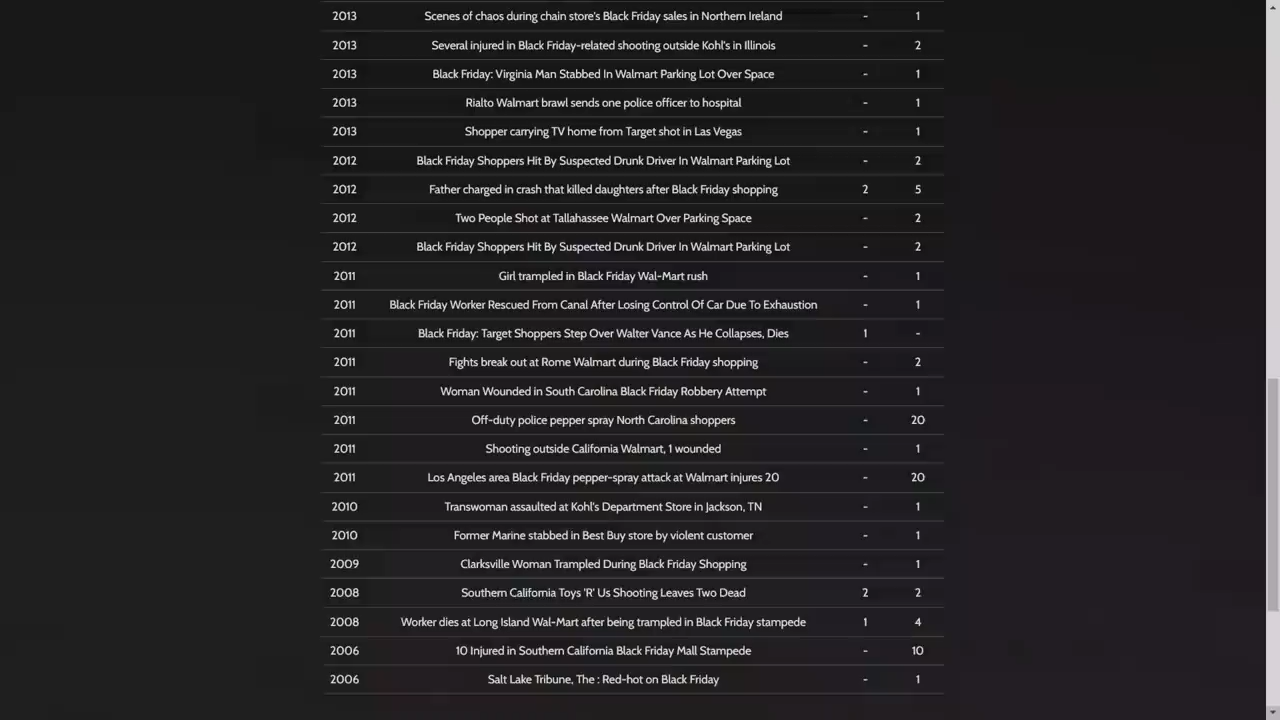 2013 Scenes of chaos during chain store's Black Friday sales in Northern Ireland - 1
2013 Several injured in Black Friday-related shooting outside Kohl's in Illinois - 2
2013 Black Friday: Virginia Man Stabbed In Walmart Parking Lot Over Space - 1
2013 Rialto Walmart brawl sends one police officer to hospital - 1
2013 Shopper carrying TV home from Target shot in Las Vegas - 1
2012 Black Friday Shoppers Hit By Suspected Drunk Driver In Walmart Parking Lot - 2
2012 Father charged in crash that killed daughters after Black Friday shopping 2 5
2012 Two People Shot at Tallahassee Walmart Over Parking Space - 2
2012 Black Friday Shoppers Hit By Suspected Drunk Driver In Walmart Parking Lot - 2
2011 Girl trampled in Black Friday Wal-Mart rush - 1
2011 Black Friday Worker Rescued From Canal After Losing Control Of Car Due To Exhaustion - 1
2011 Black Friday: Target Shoppers Step Over Walter Vance As He Collapses, Dies 1 -
2011 Fights break out at Rome Walmart during Black Friday shopping - 2
2011 Woman Wounded in South Carolina Black Friday Robbery Attempt - 1
2011 Off-duty police pepper spray North Carolina shoppers - 20
2011 Shooting outside California Walmart, 1 wounded - 1
2011 Los Angeles area Black Friday pepper-spray attack at Walmart injures 20 - 20
2010 Transwoman assaulted at Kohl's Department Store in Jackson, TN - 1
2010 Former Marine stabbed in Best Buy store by violent customer - 1
2009 Clarksville Woman Trampled During Black Friday Shopping - 1
2008 Southern California Toys 'R' Us Shooting Leaves Two Dead 2 2
2008 Worker dies at Long Island Wal-Mart after being trampled in Black Friday stampede 1 4
2006 10 Injured in Southern California Black Friday Mall Stampede - 10
2006 Salt Lake Tribune, The : Red-hot on Black Friday - 1